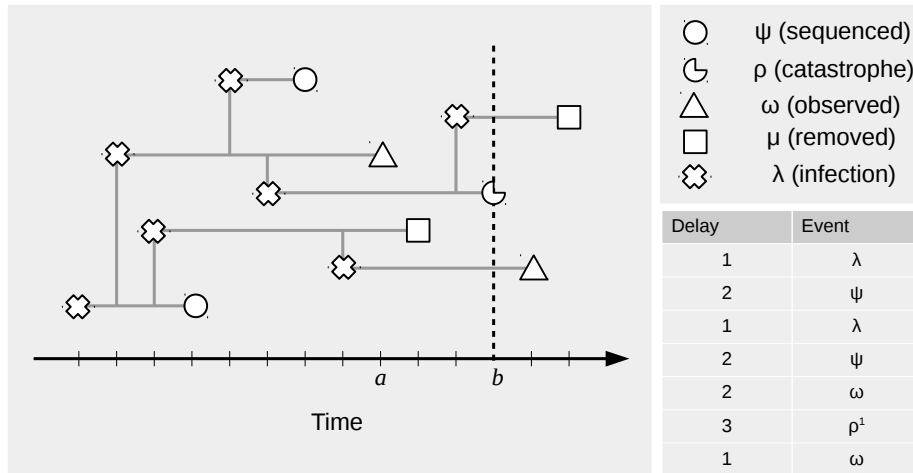 a
b
Time
ψ (sequenced)
ρ (catastrophe)
ω (observed)
μ (removed)
λ (infection)
Delay Event
1 λ
2 ψ
1 λ
2 ψ
2 ω
3 ρ¹
1 ω